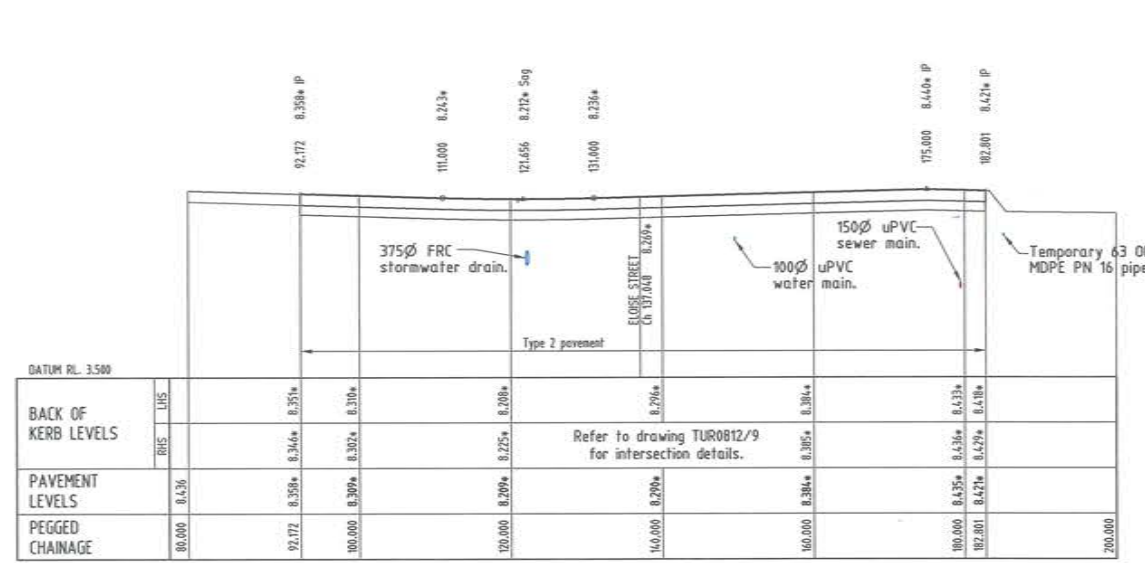 92.172 8.358* IP
111.000 8.243*
121.656 8.212* Sag
131.000 8.236*
175.000 8.440* IP
182.801 8.421* IP
375Ø FRC
stormwater drain.
ELOISE STREET
Ch 137.048 8.269*
100Ø uPVC
water main.
150Ø uPVC
sewer main.
Temporary 63
MDPE PN 16 pipe
Type 2 pavement
DATUM RL. 3.500
BACK OF
KERB LEVELS
LHS
8.351* 8.310* 8.208* 8.296* 8.384* 8.433* 8.418*
RHS
8.346* 8.302* 8.225* 8.385* 8.436* 8.429*
Refer to drawing TUR0812/9
for intersection details.
PAVEMENT
LEVELS
8.436 8.358* 8.309* 8.209* 8.290* 8.384* 8.435* 8.421*
PEGGED
CHAINAGE
80.000 92.172 100.000 120.000 140.000 160.000 180.000 182.801 200.000